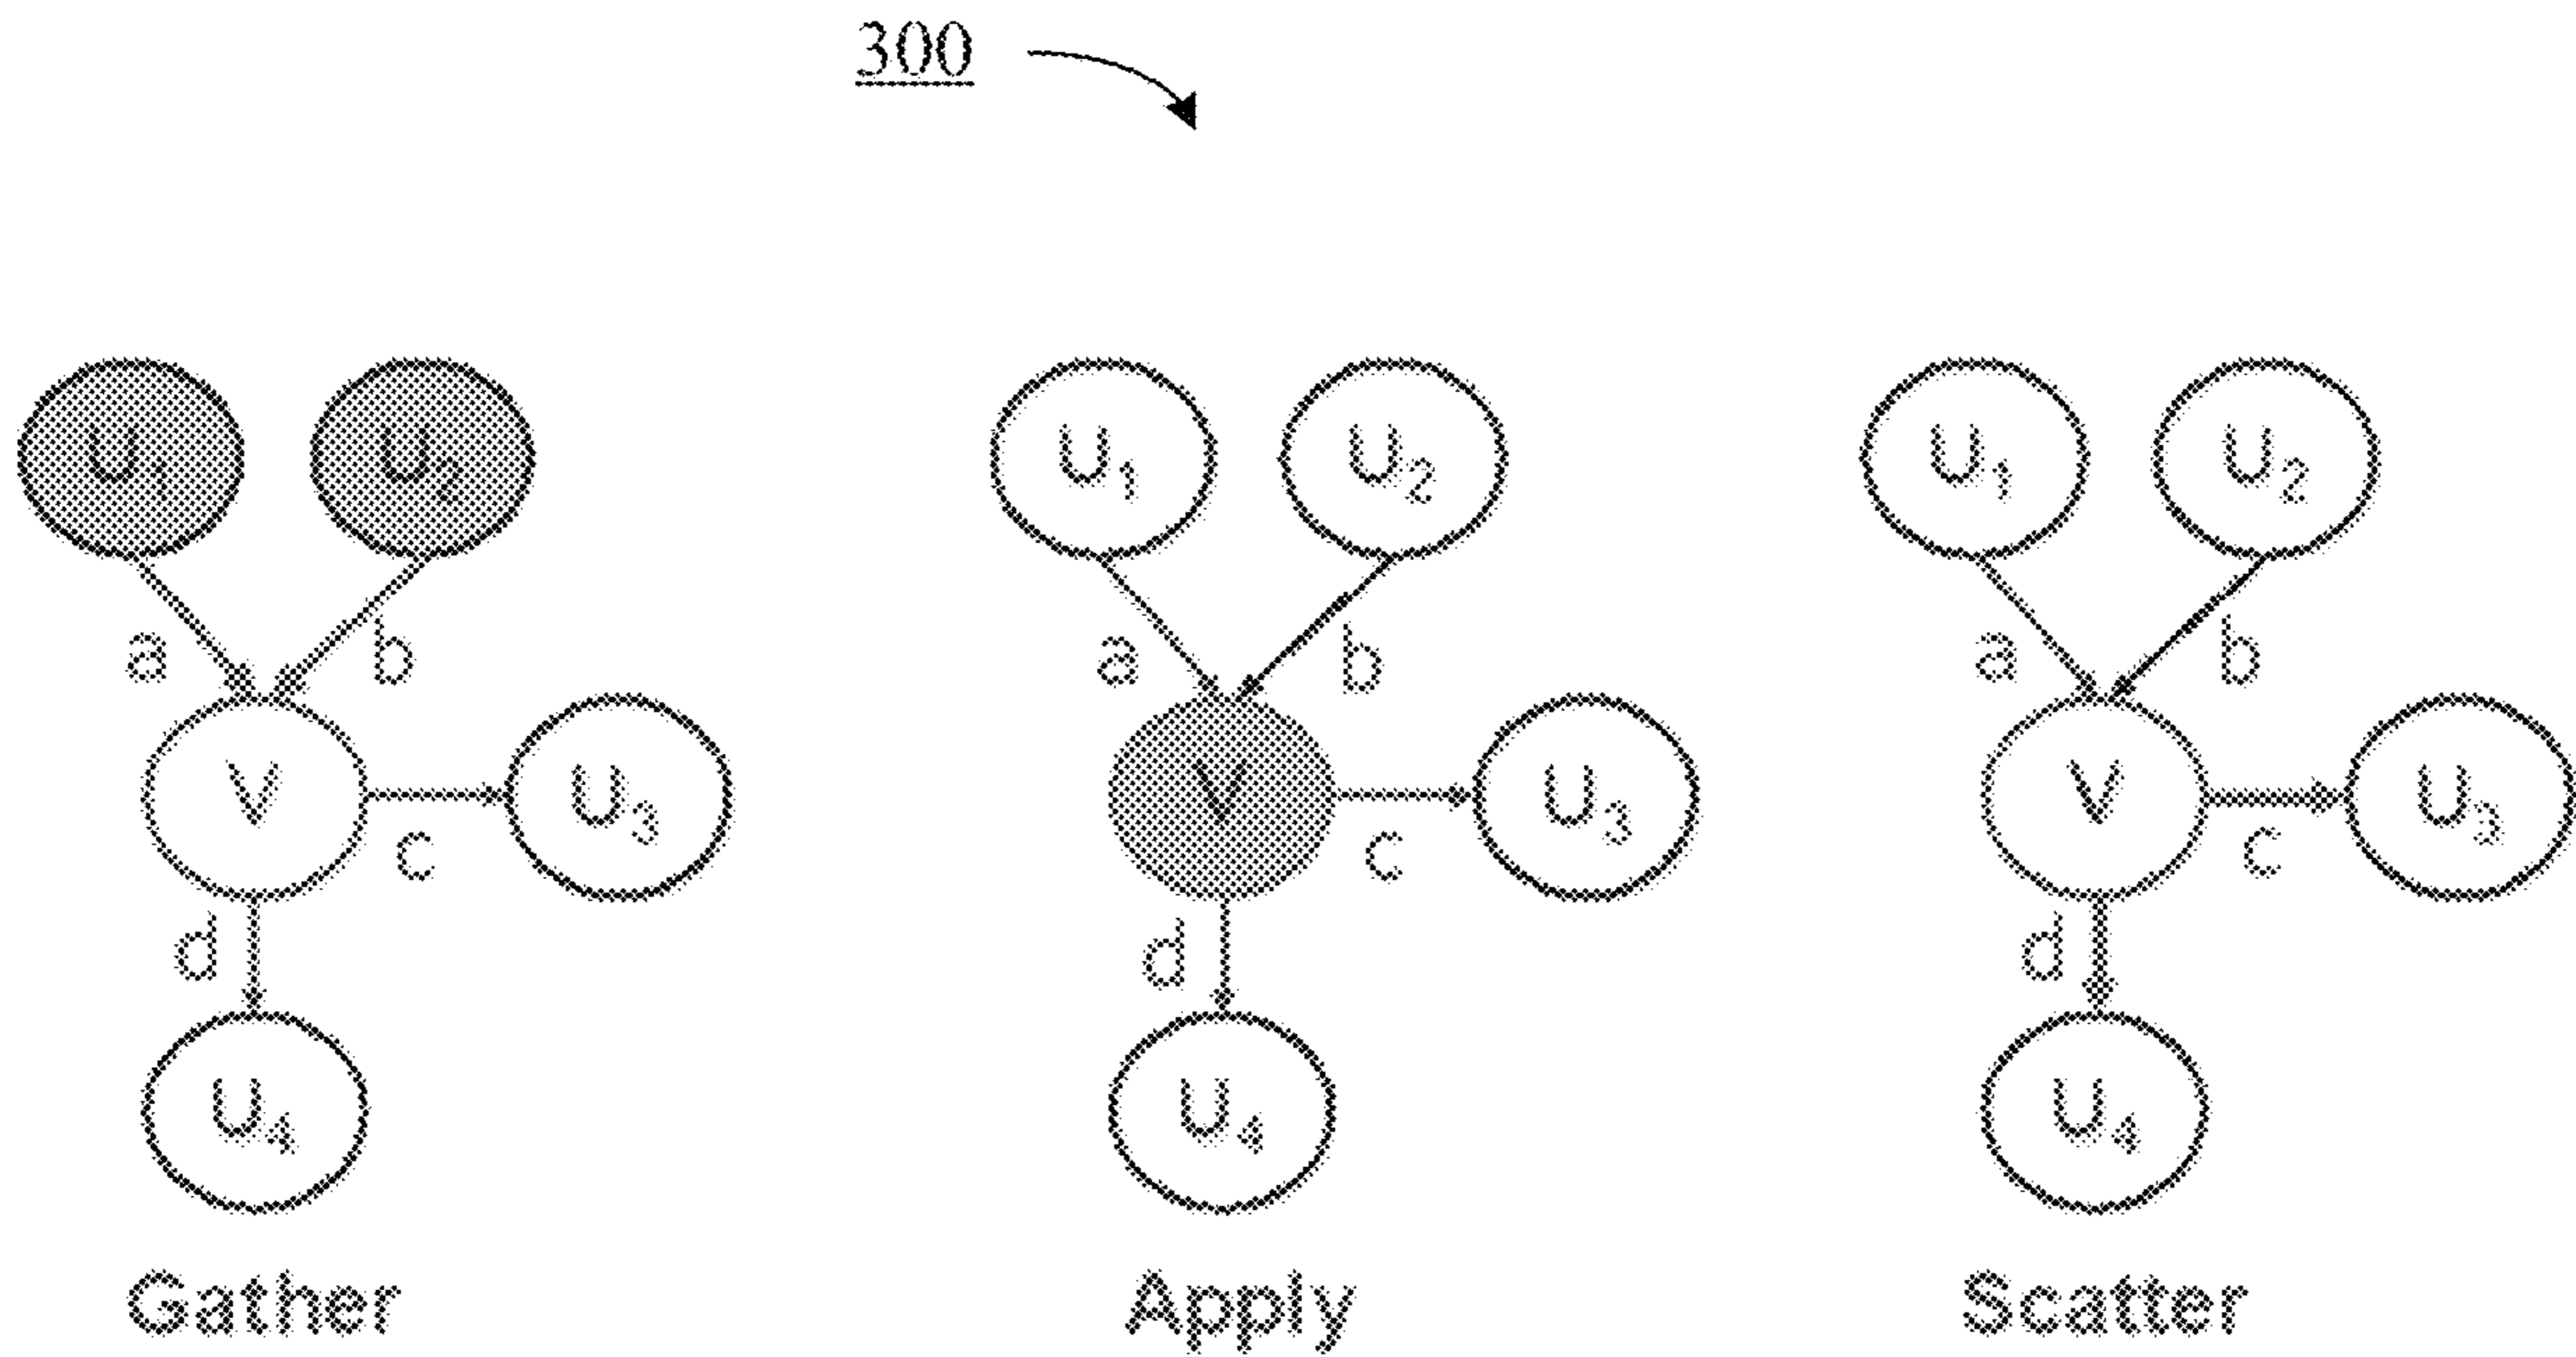 300
U1 U2 U1 U2 U1 U2
a b a b a b
V U3 V U3 V U3
c c c
d d d
U4 U4 U4
Gather Apply Scatter